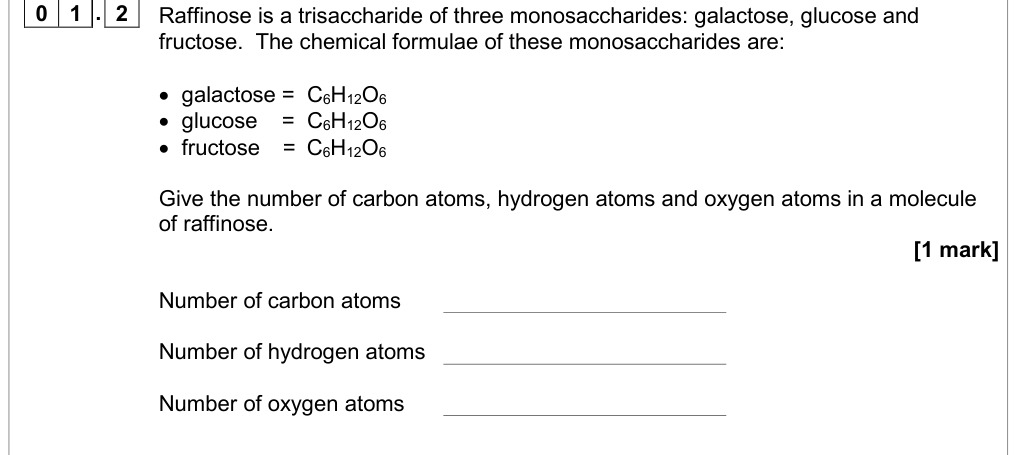 0 1 . 2 Raffinose is a trisaccharide of three monosaccharides: galactose, glucose and
fructose. The chemical formulae of these monosaccharides are:
• galactose = C₆H₁₂O₆
• glucose = C₆H₁₂O₆
• fructose = C₆H₁₂O₆
Give the number of carbon atoms, hydrogen atoms and oxygen atoms in a molecule
of raffinose.
[1 mark]
Number of carbon atoms
Number of hydrogen atoms
Number of oxygen atoms